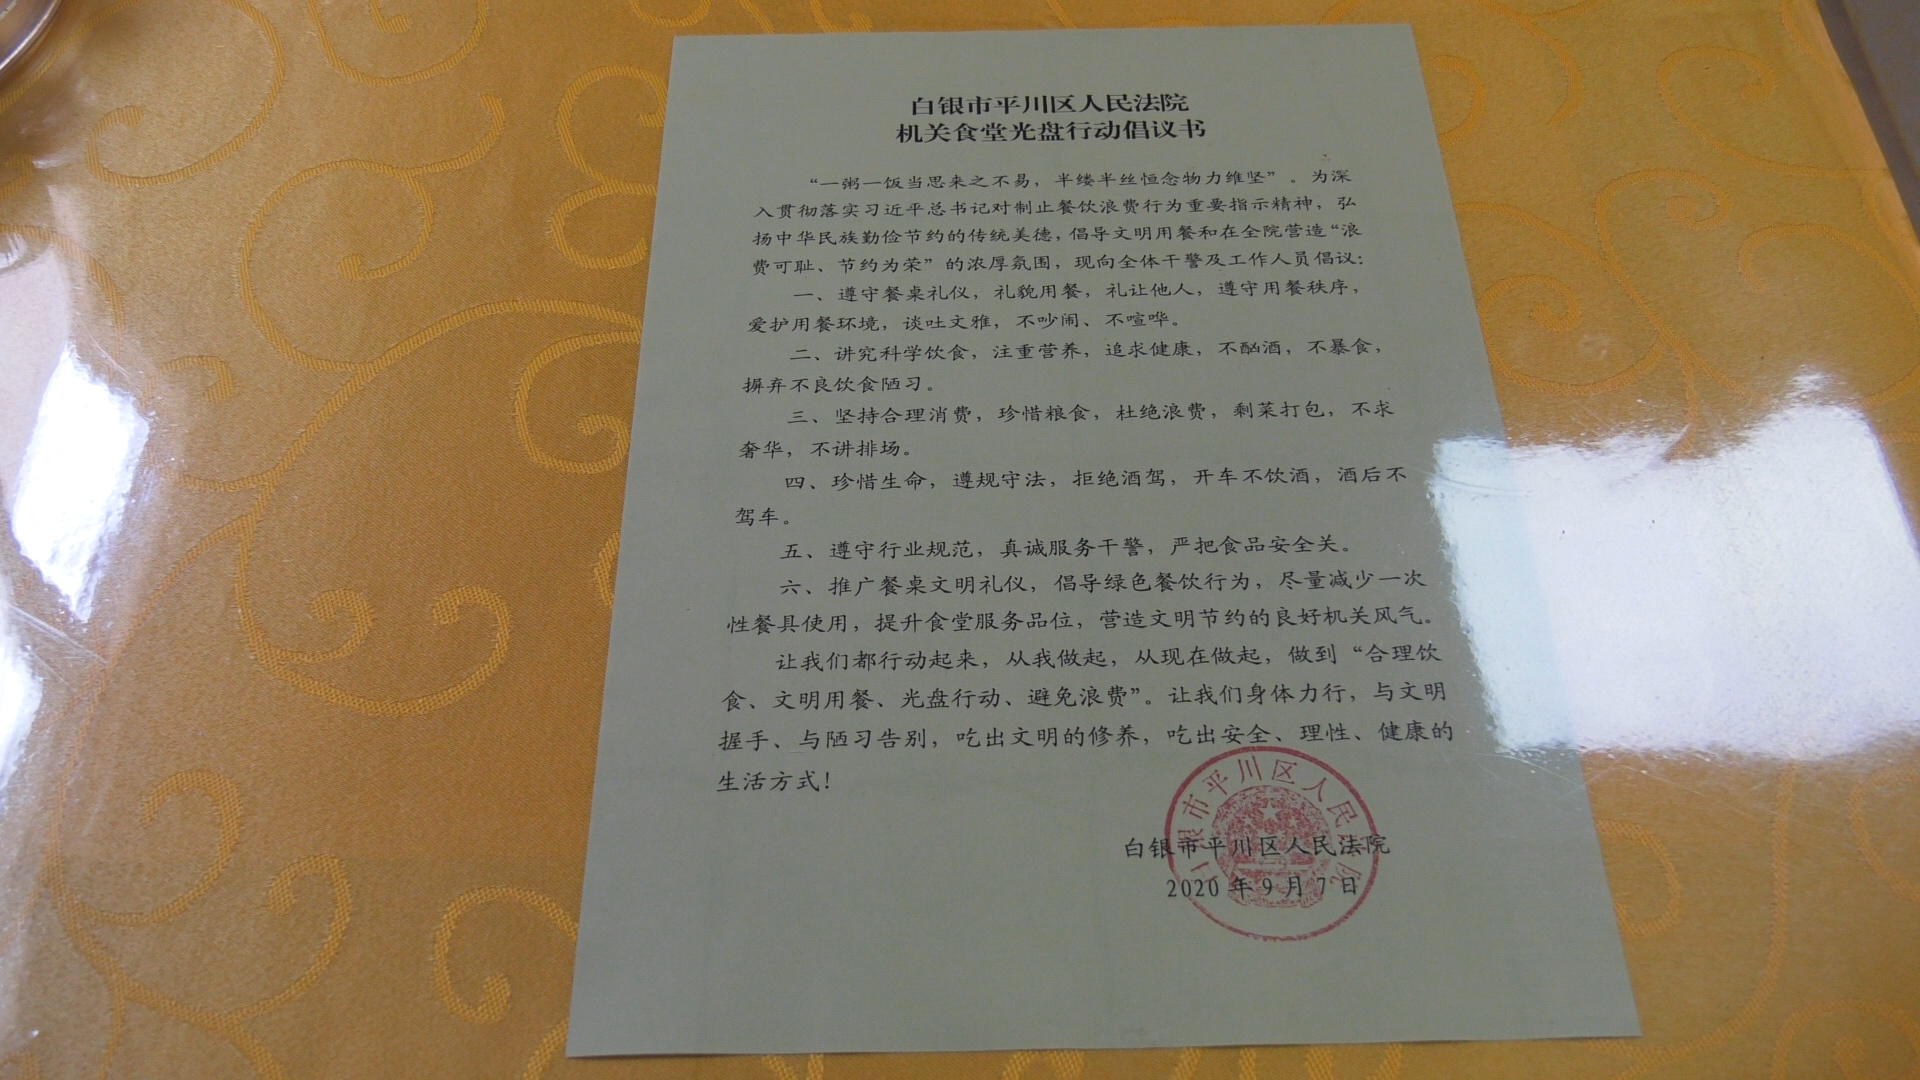 白银市平川区人民法院
机关食堂光盘行动倡议书
“一粥一饭当思来之不易，半缕半丝恒念物力维坚”。为深
入贯彻落实习近平总书记对制止餐饮浪费行为重要指示精神，弘
扬中华民族勤俭节约的传统美德，倡导文明用餐和在全院营造“浪
费可耻、节约为荣”的浓厚氛围，现向全体干警及工作人员倡议：
一、遵守餐桌礼仪，礼貌用餐，礼让他人，遵守用餐秩序，
爱护用餐环境，谈吐文雅，不吵闹、不喧哗。
二、讲究科学饮食，注重营养，追求健康，不酗酒，不暴食，
摒弃不良饮食陋习。
三、坚持合理消费，珍惜粮食，杜绝浪费，剩菜打包，不求
奢华，不讲排场。
四、珍惜生命，遵规守法，拒绝酒驾，开车不饮酒，酒后不
驾车。
五、遵守行业规范，真诚服务干警，严把食品安全关。
六、推广餐桌文明礼仪，倡导绿色餐饮行为，尽量减少一次
性餐具使用，提升食堂服务品位，营造文明节约的良好机关风气。
让我们都行动起来，从我做起，从现在做起，做到“合理饮
食、文明用餐、光盘行动、避免浪费”。让我们身体力行，与文明
握手、与陋习告别，吃出文明的修养，吃出安全、理性、健康的
生活方式！
白银市平川区人民法院
白银市平川区人民法院
2020年9月7日